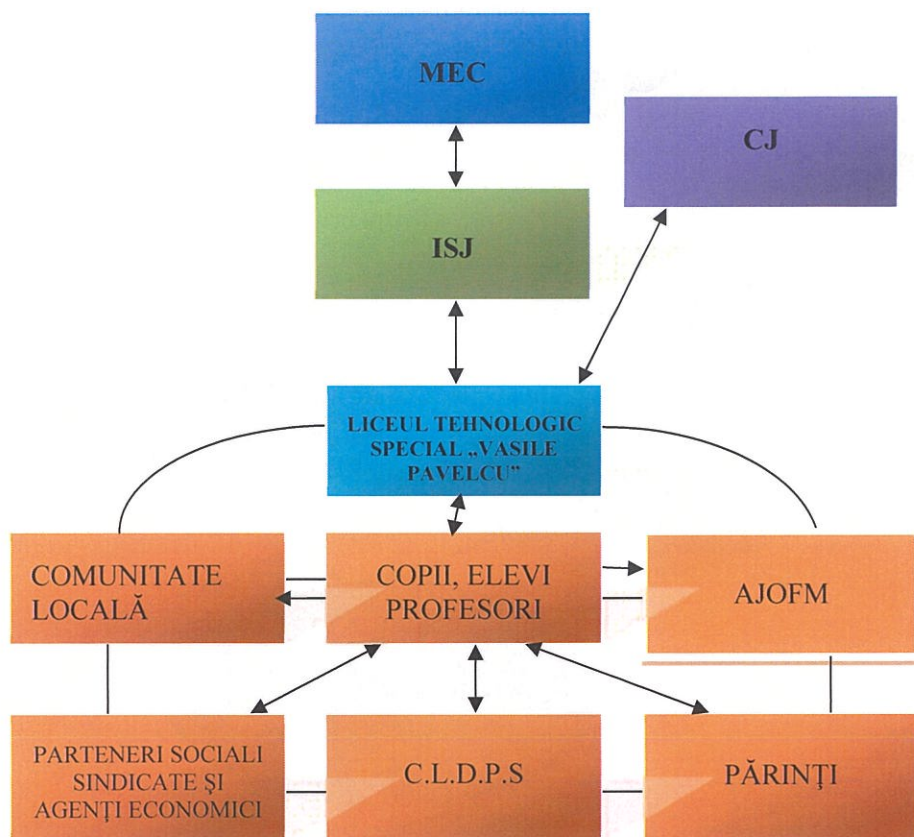 MEC
CJ
ISJ
LICEUL TEHNOLOGIC
SPECIAL „VASILE
PAVELCU”
COMUNITATE
LOCALĂ
COPII, ELEVI
PROFESORI
AJOFM
PARTENERI SOCIALI
SINDICATE ŞI
AGENŢI ECONOMICI
C.L.D.P.S
PĂRINŢI